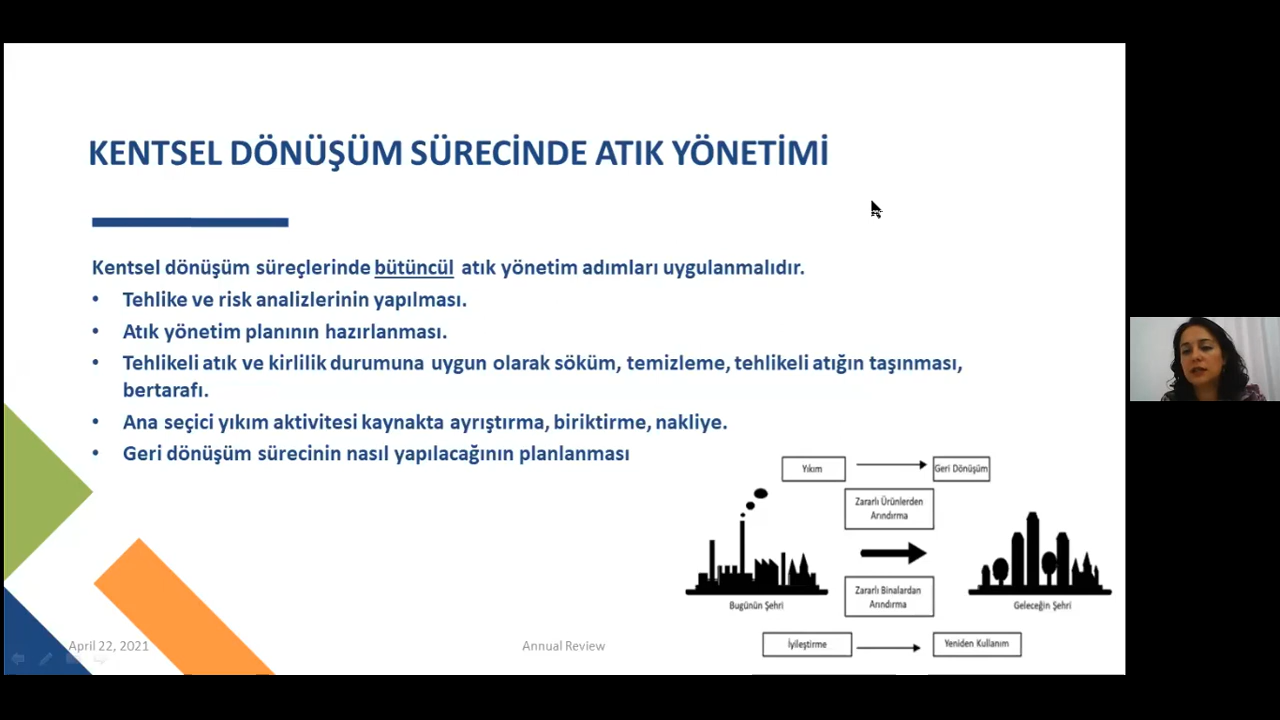 KENTSEL DÖNÜŞÜM SÜRECİNDE ATIK YÖNETİMİ
Kentsel dönüşüm süreçlerinde bütüncül atık yönetim adımları uygulanmalıdır.
• Tehlike ve risk analizlerinin yapılması.
• Atık yönetim planının hazırlanması.
• Tehlikeli atık ve kirlilik durumuna uygun olarak söküm, temizleme, tehlikeli atığın taşınması,
bertarafı.
• Ana seçici yıkım aktivitesi kaynakta ayrıştırma, biriktirme, nakliye.
• Geri dönüşüm sürecinin nasıl yapılacağının planlanması
Yıkım
Geri Dönüşüm
Zararlı Ürünlerden
Arındırma
Zararlı Binalardan
Arındırma
Bugünün Şehri
Geleceğin Şehri
İyileştirme
Yeniden Kullanım
April 22, 2021
Annual Review